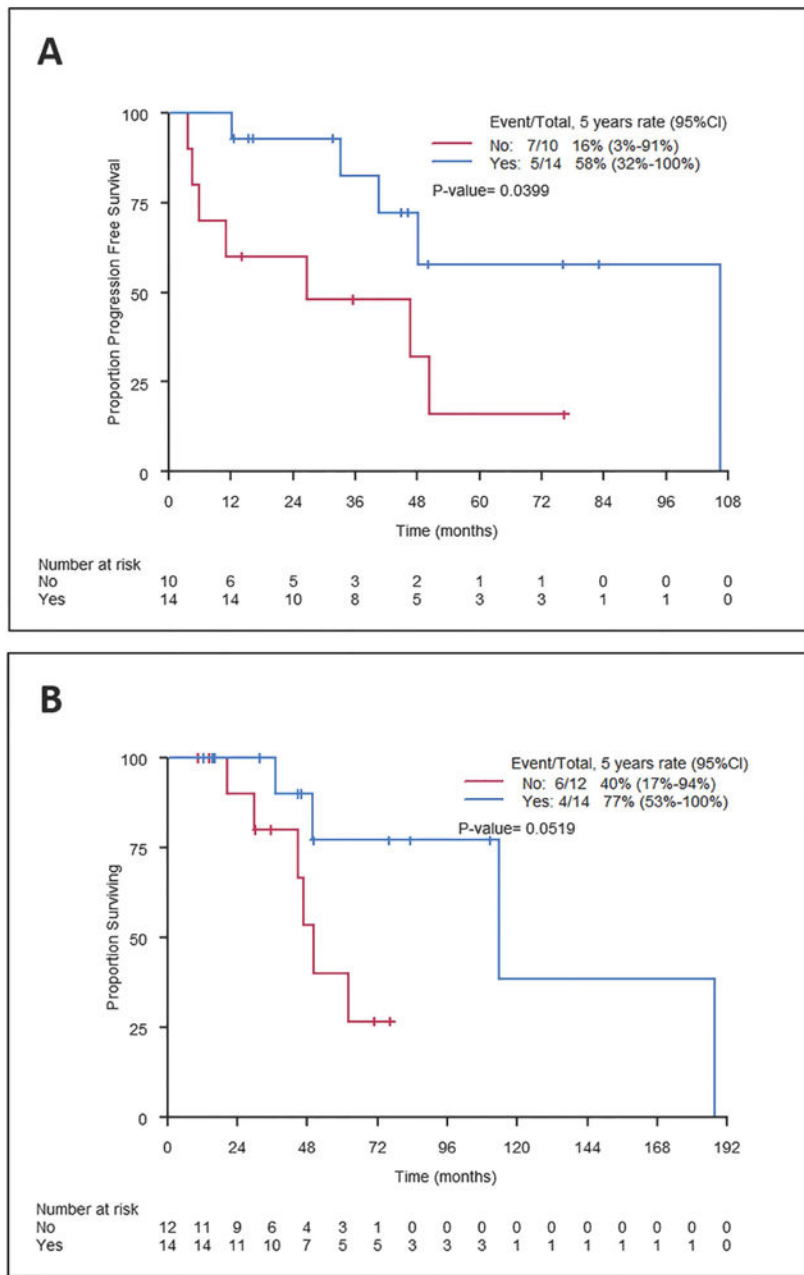 A
Event/Total, 5 years rate (95%CI)
No: 7/10 16% (3%-91%)
Yes: 5/14 58% (32%-100%)
P-value= 0.0399
100
75
50
25
0
Proportion Progression Free Survival
0 12 24 36 48 60 72 84 96 108
Time (months)
Number at risk
No 10 6 5 3 2 1 1 0 0 0
Yes 14 14 10 8 5 3 3 1 1 0
B
Event/Total, 5 years rate (95%CI)
No: 6/12 40% (17%-94%)
Yes: 4/14 77% (53%-100%)
P-value= 0.0519
100
75
50
25
0
Proportion Surviving
0 24 48 72 96 120 144 168 192
Time (months)
Number at risk
No 12 11 9 6 4 3 1 0 0 0 0 0 0 0 0 0 0
Yes 14 14 11 10 7 5 5 3 3 3 1 1 1 1 1 1 0